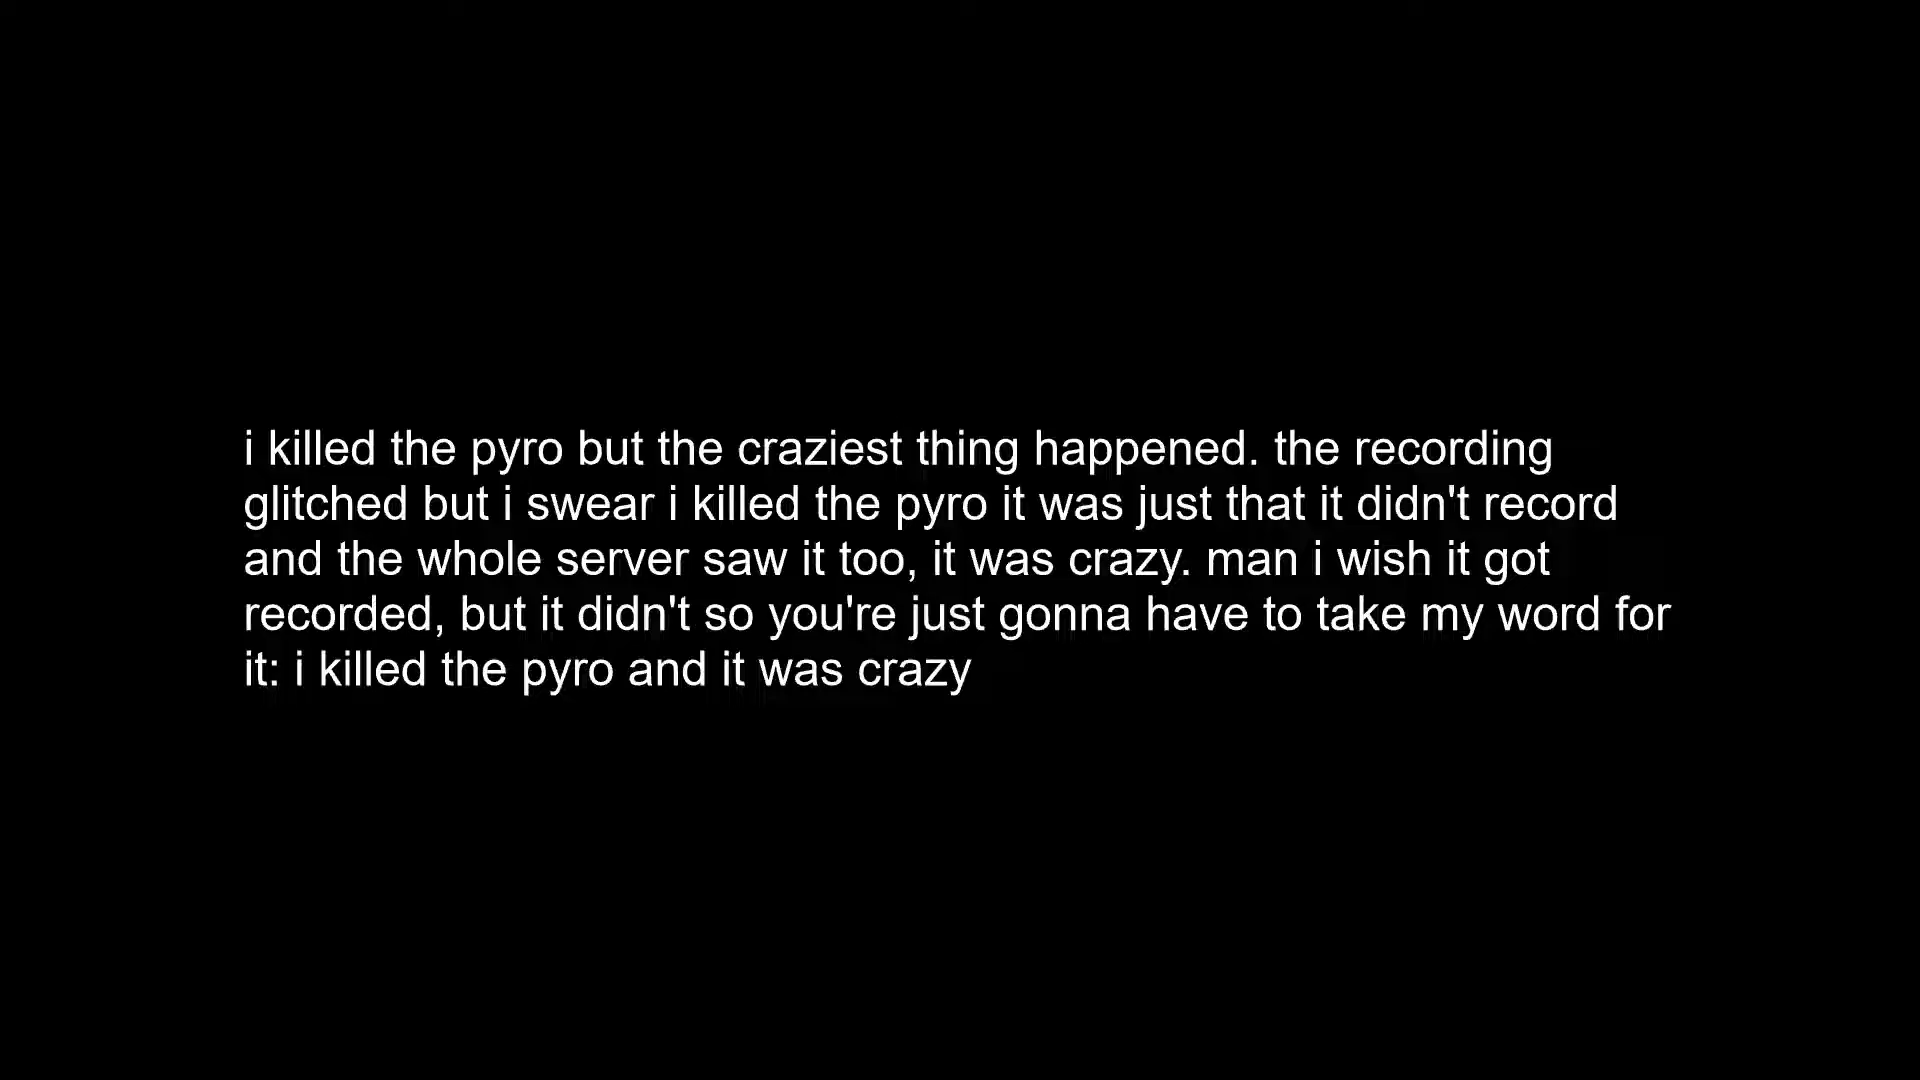 i killed the pyro but the craziest thing happened. the recording
glitched but i swear i killed the pyro it was just that it didn't record
and the whole server saw it too, it was crazy. man i wish it got
recorded, but it didn't so you're just gonna have to take my word for
it: i killed the pyro and it was crazy